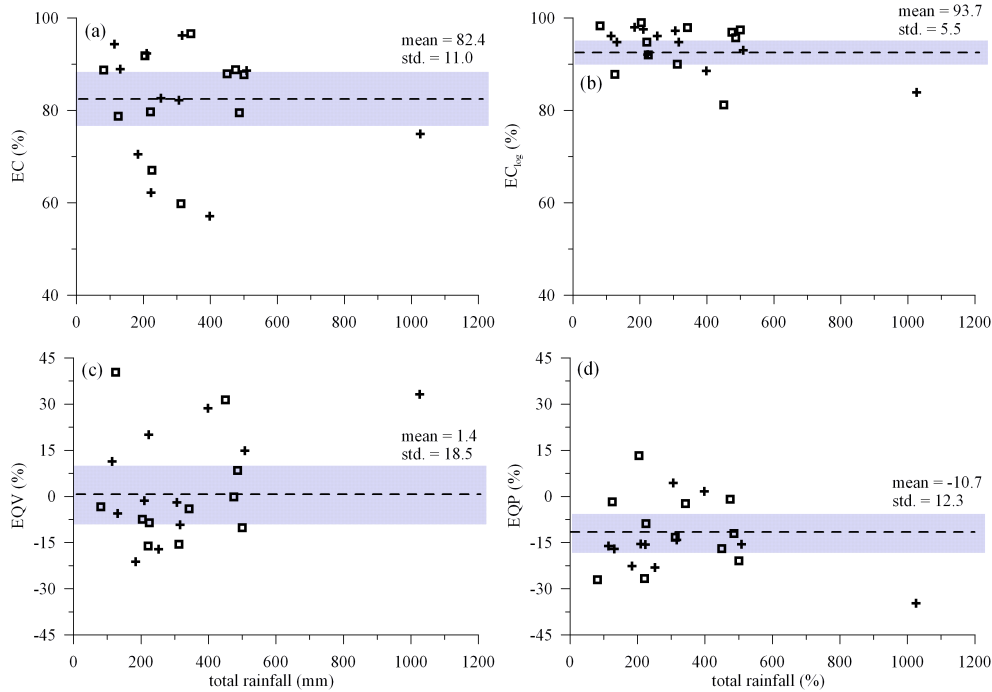 (a)
mean = 82.4
std. = 11.0
EC (%)
100
80
60
40
0 200 400 600 800 1000 1200
(b)
mean = 93.7
std. = 5.5
EClog (%)
100
80
60
40
0 200 400 600 800 1000 1200
(c)
mean = 1.4
std. = 18.5
EQV (%)
45
30
15
0
-15
-30
-45
0 200 400 600 800 1000 1200
total rainfall (mm)
(d)
mean = -10.7
std. = 12.3
EQP (%)
45
30
15
0
-15
-30
-45
0 200 400 600 800 1000 1200
total rainfall (%)